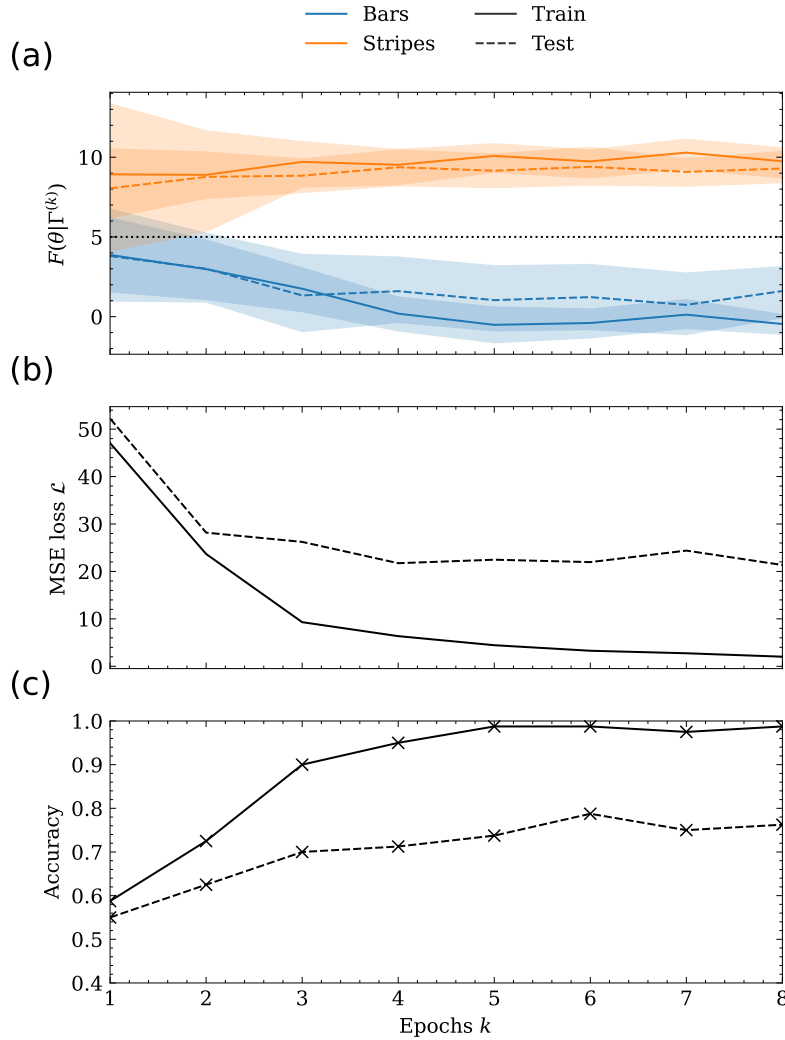 Bars
Stripes
Train
Test
(a)
10
5
0
F(θ|Γ^(k))
(b)
50
40
30
20
10
0
MSE loss ℒ
(c)
1.0
0.9
0.8
0.7
0.6
0.5
0.4
Accuracy
1 2 3 4 5 6 7 8
Epochs k